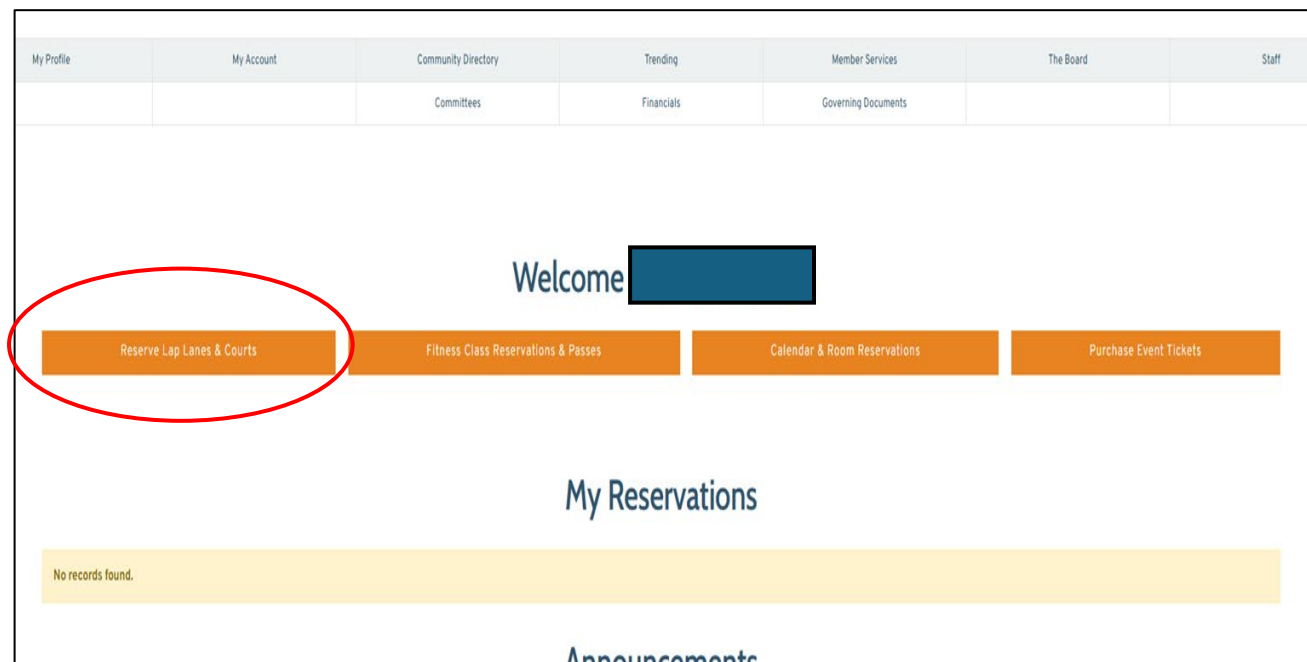 My Profile My Account Community Directory Trending Member Services The Board Staff
Committees Financials Governing Documents
Welcome
Reserve Lap Lanes & Courts Fitness Class Reservations & Passes Calendar & Room Reservations Purchase Event Tickets
My Reservations
No records found.
Announcements